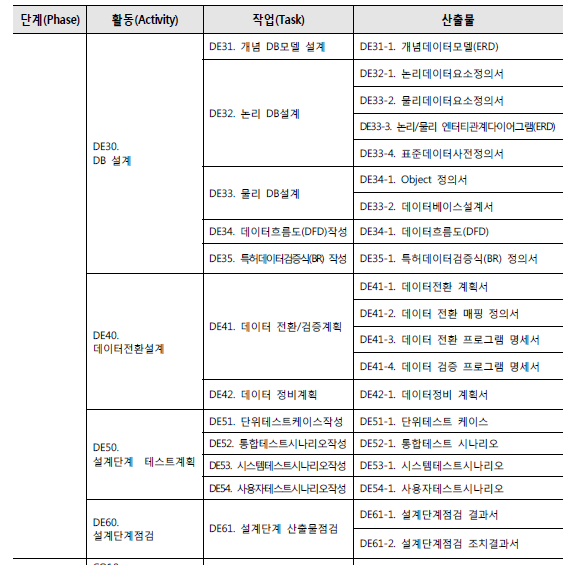 단계(Phase) 활동(Activity) 작업(Task) 산출물
DE30.
DB 설계
DE31. 개념 DB모델 설계
DE31-1. 개념데이터모델(ERD)
DE32. 논리 DB설계
DE32-1. 논리데이터요소정의서
DE33-2. 물리데이터요소정의서
DE33-3. 논리/물리 엔터티관계다이어그램(ERD)
DE33-4. 표준데이터사전정의서
DE33. 물리 DB설계
DE34-1. Object 정의서
DE33-2. 데이터베이스설계서
DE34. 데이터흐름도(DFD)작성
DE34-1. 데이터흐름도(DFD)
DE35. 특허데이터검증식(BR) 작성
DE35-1. 특허데이터검증식(BR) 정의서
DE40.
데이터전환설계
DE41. 데이터 전환/검증계획
DE41-1. 데이터전환 계획서
DE41-2. 데이터 전환 매핑 정의서
DE41-3. 데이터 전환 프로그램 명세서
DE41-4. 데이터 검증 프로그램 명세서
DE42. 데이터 정비계획
DE42-1. 데이터정비 계획서
DE50.
설계단계 테스트계획
DE51. 단위테스트케이스작성
DE51-1. 단위테스트 케이스
DE52. 통합테스트시나리오작성
DE52-1. 통합테스트 시나리오
DE53. 시스템테스트시나리오작성
DE53-1. 시스템테스트시나리오
DE54. 사용자테스트시나리오작성
DE54-1. 사용자테스트시나리오
DE60.
설계단계점검
DE61. 설계단계 산출물점검
DE61-1. 설계단계점검 결과서
DE61-2. 설계단계점검 조치결과서